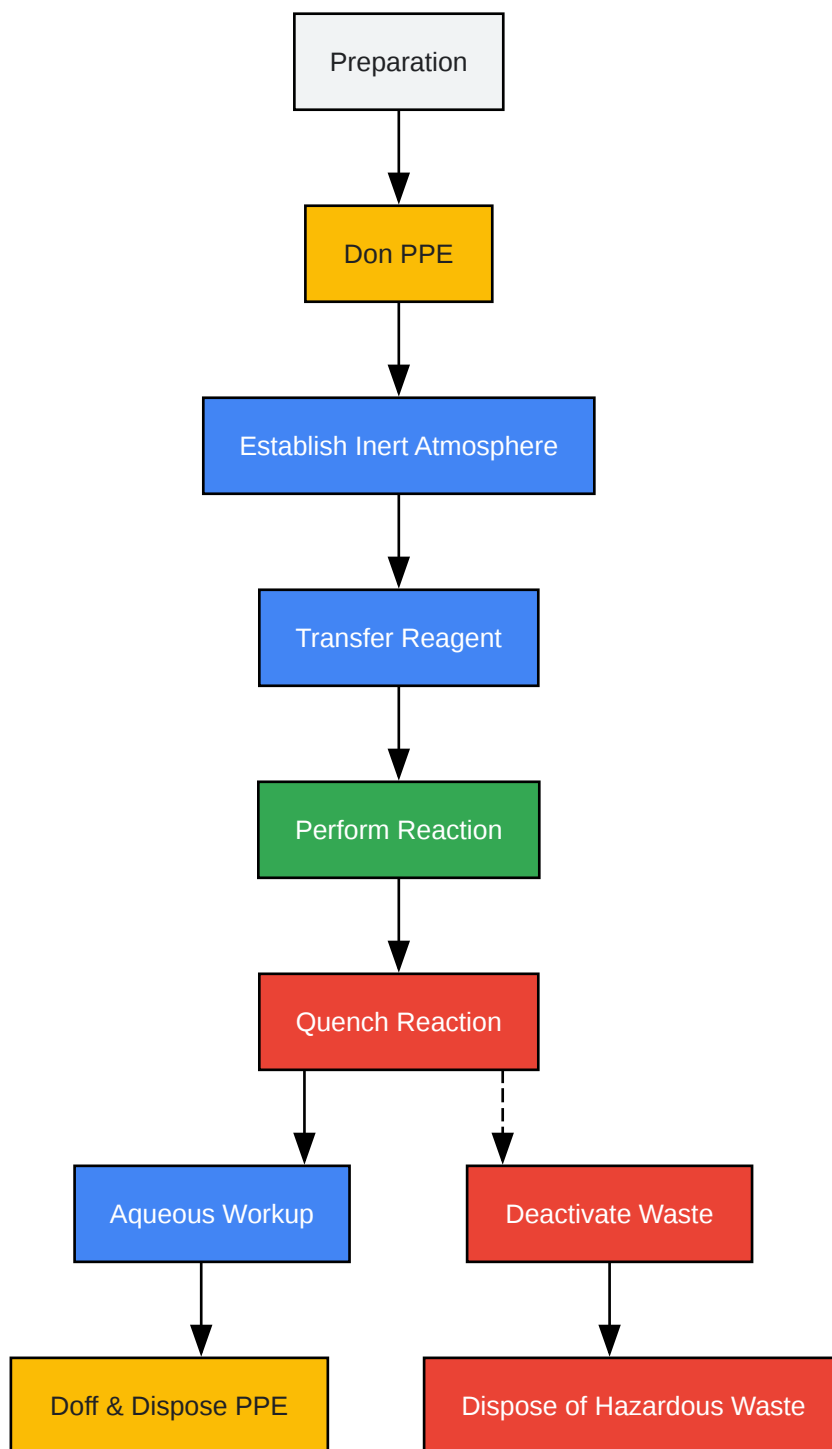 Preparation
Don PPE
Establish Inert Atmosphere
Transfer Reagent
Perform Reaction
Quench Reaction
Aqueous Workup
Deactivate Waste
Doff & Dispose PPE
Dispose of Hazardous Waste